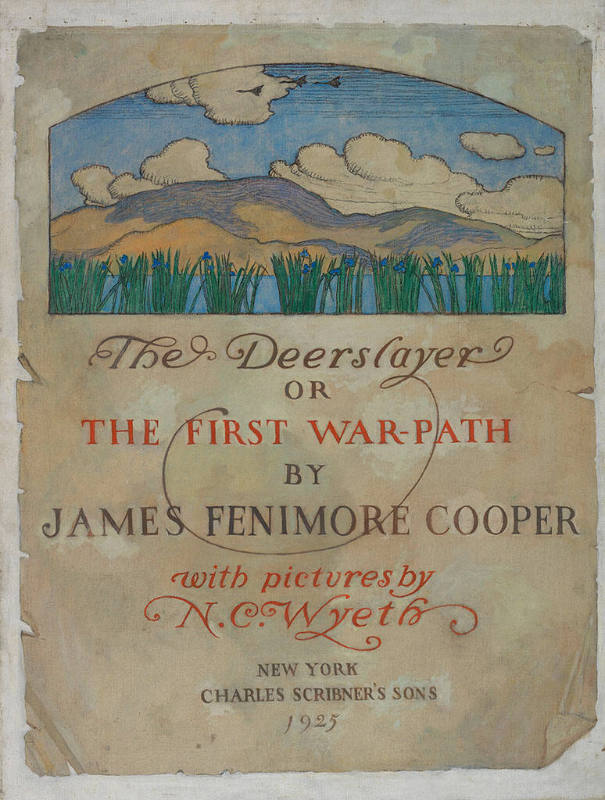 The Deerslayer
OR
THE FIRST WAR-PATH
BY
JAMES FENIMORE COOPER
with pictures by
N.C. Wyeth
NEW YORK
CHARLES SCRIBNER'S SONS
1925